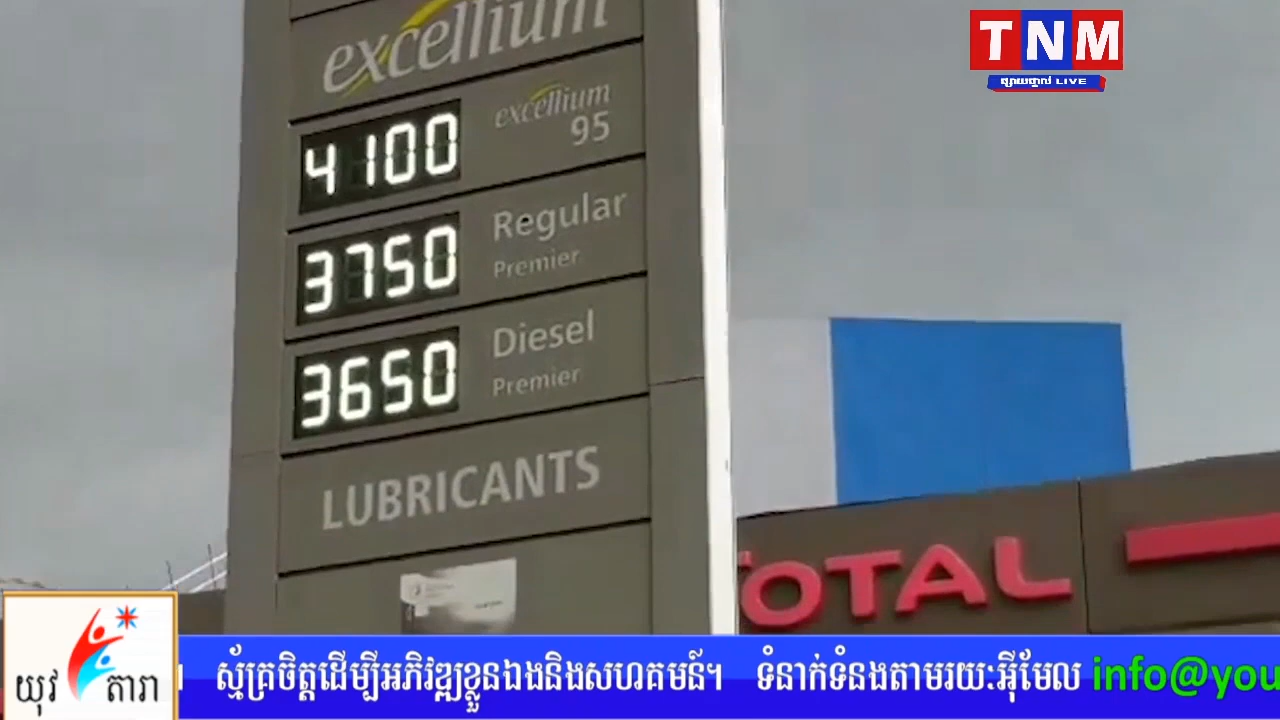 excellium
TNM
ផ្សាយផ្ទាល់ LIVE
4100
excellium
95
3750
Regular
Premier
3650
Diesel
Premier
LUBRICANTS
TOTAL
យុវ តារា
។ ស្ម័គ្រចិត្តដើម្បីអភិវឌ្ឍខ្លួនឯងនិងសហគមន៍។ ទំនាក់ទំនងតាមរយៈអ៊ីមែល info@you